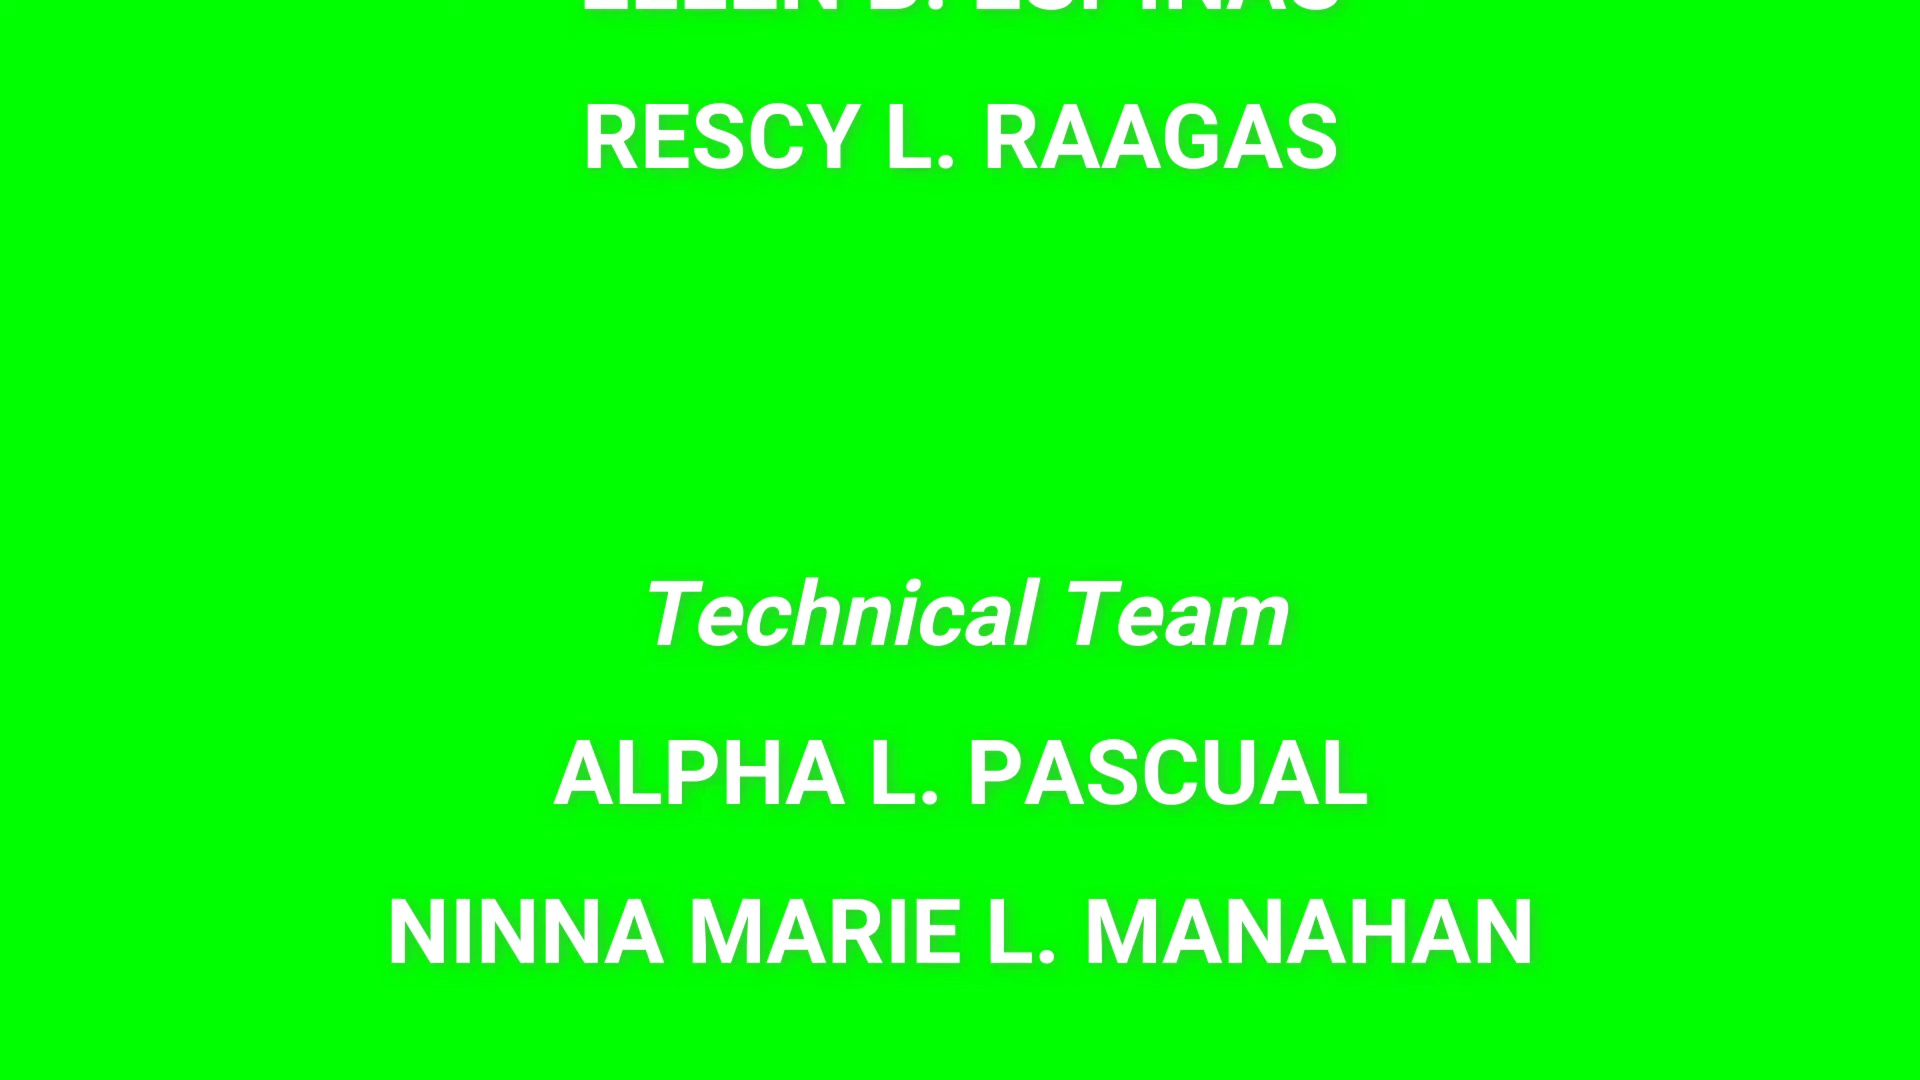 RESCY L. RAAGAS
Technical Team
ALPHA L. PASCUAL
NINNA MARIE L. MANAHAN